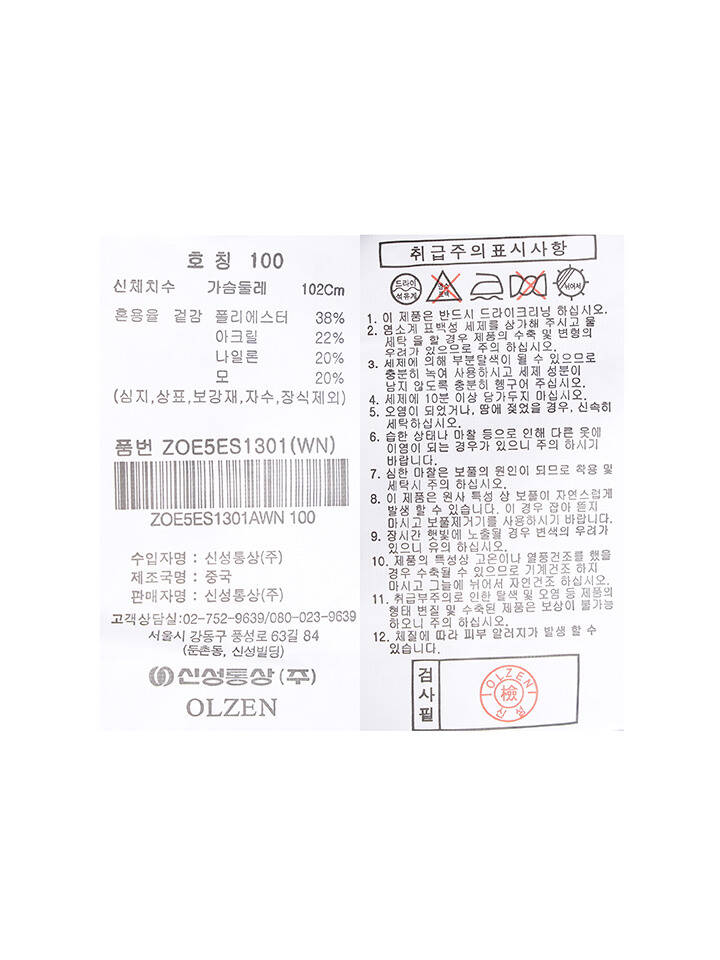 호 칭 100
신체치수 가슴둘레 102Cm
혼용율 겉감 폴리에스터 38%
아크릴 22%
나일론 20%
모 20%
(심지,상표,보강재,자수,장식제외)
품번 ZOE5ES1301(WN)
ZOE5ES1301AWN 100
수입자명 : 신성통상(주)
제조국명 : 중국
판매자명 : 신성통상(주)
고객상담실:02-752-9639/080-023-9639
서울시 강동구 풍성로 63길 84
(둔촌동, 신성빌딩)
신성통상(주)
OLZEN
취급주의표시사항
드라이
석유계
염소
표백
뉘어서
1. 이 제품은 반드시 드라이크리닝 하십시오.
2. 염소계 표백성 세제를 삼가해 주시고 물
세탁 을 할 경우 제품의 수축 및 변형의
우려가 있으므로 주의 하십시오.
3. 세제에 의해 부분탈색이 될 수 있으므로
충분히 녹여 사용하시고 세제 성분이
남지 않도록 충분히 헹구어 주십시오.
4. 세제에 10분 이상 담가두지 마십시오.
5. 오염이 되었거나, 땀에 젖었을 경우, 신속히
세탁하십시오.
6. 습한 상태나 마찰 등으로 인해 다른 옷에
이염이 되는 경우가 있으니 주의 하시기
바랍니다.
7. 심한 마찰은 보풀의 원인이 되므로 착용 및
세탁시 주의 하십시오.
8. 이 제품은 원사 특성 상 보풀이 자연스럽게
발생 할 수 있습니다. 이 경우 잡아 뜯지
마시고 보풀제거기를 사용하시기 바랍니다.
9. 장시간 햇빛에 노출될 경우 변색의 우려가
있으니 유의 하십시오.
10. 제품의 특성상 고온이나 열풍건조를 했을
경우 수축될 수 있으므로 기계건조 하지
마시고 그늘에 뉘어서 자연건조 하십시오.
11. 취급부주의로 인한 탈색 및 오염 등 제품의
형태 변질 및 수축된 제품은 보상이 불가능
하오니 주의 하십시오.
12. 체질에 따라 피부 알러지가 발생 할 수
있습니다.
검사필
OLZEN
檢
신성